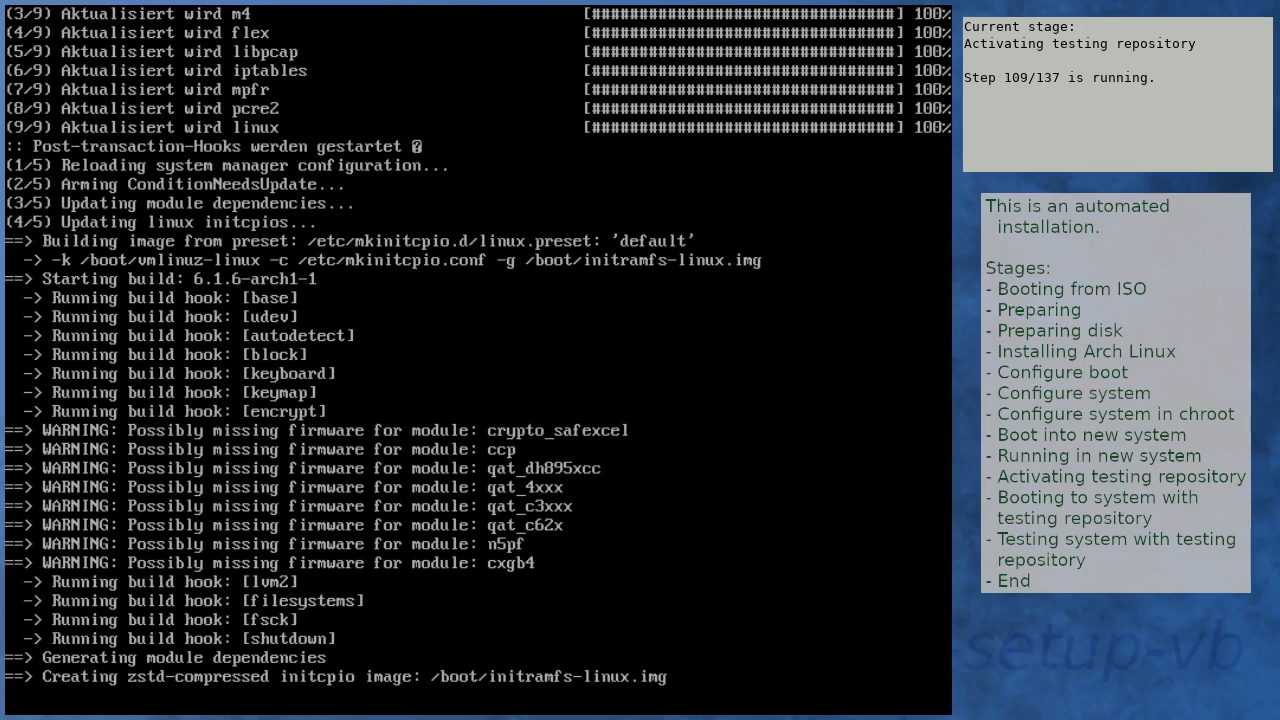 (3/9) Aktualisiert wird m4 [################################] 100%
(4/9) Aktualisiert wird flex [################################] 100%
(5/9) Aktualisiert wird libpcap [################################] 100%
(6/9) Aktualisiert wird iptables [################################] 100%
(7/9) Aktualisiert wird mpfr [################################] 100%
(8/9) Aktualisiert wird pcre2 [################################] 100%
(9/9) Aktualisiert wird linux [################################] 100%
:: Post-transaction-Hooks werden gestartet �
(1/5) Reloading system manager configuration...
(2/5) Arming ConditionNeedsUpdate...
(3/5) Updating module dependencies...
(4/5) Updating linux initcpios...
==> Building image from preset: /etc/mkinitcpio.d/linux.preset: 'default'
-> -k /boot/vmlinuz-linux -c /etc/mkinitcpio.conf -g /boot/initramfs-linux.img
==> Starting build: 6.1.6-arch1-1
-> Running build hook: [base]
-> Running build hook: [udev]
-> Running build hook: [autodetect]
-> Running build hook: [block]
-> Running build hook: [keyboard]
-> Running build hook: [keymap]
-> Running build hook: [encrypt]
==> WARNING: Possibly missing firmware for module: crypto_safexcel
==> WARNING: Possibly missing firmware for module: ccp
==> WARNING: Possibly missing firmware for module: qat_dh895xcc
==> WARNING: Possibly missing firmware for module: qat_4xxx
==> WARNING: Possibly missing firmware for module: qat_c3xxx
==> WARNING: Possibly missing firmware for module: qat_c62x
==> WARNING: Possibly missing firmware for module: n5pf
==> WARNING: Possibly missing firmware for module: cxgb4
-> Running build hook: [lvm2]
-> Running build hook: [filesystems]
-> Running build hook: [fsck]
-> Running build hook: [shutdown]
==> Generating module dependencies
==> Creating zstd-compressed initcpio image: /boot/initramfs-linux.img
Current stage:
Activating testing repository
Step 109/137 is running.
This is an automated
installation.
Stages:
- Booting from ISO
- Preparing
- Preparing disk
- Installing Arch Linux
- Configure boot
- Configure system
- Configure system in chroot
- Boot into new system
- Running in new system
- Activating testing repository
- Booting to system with
testing repository
- Testing system with testing
repository
- End
setup-vb